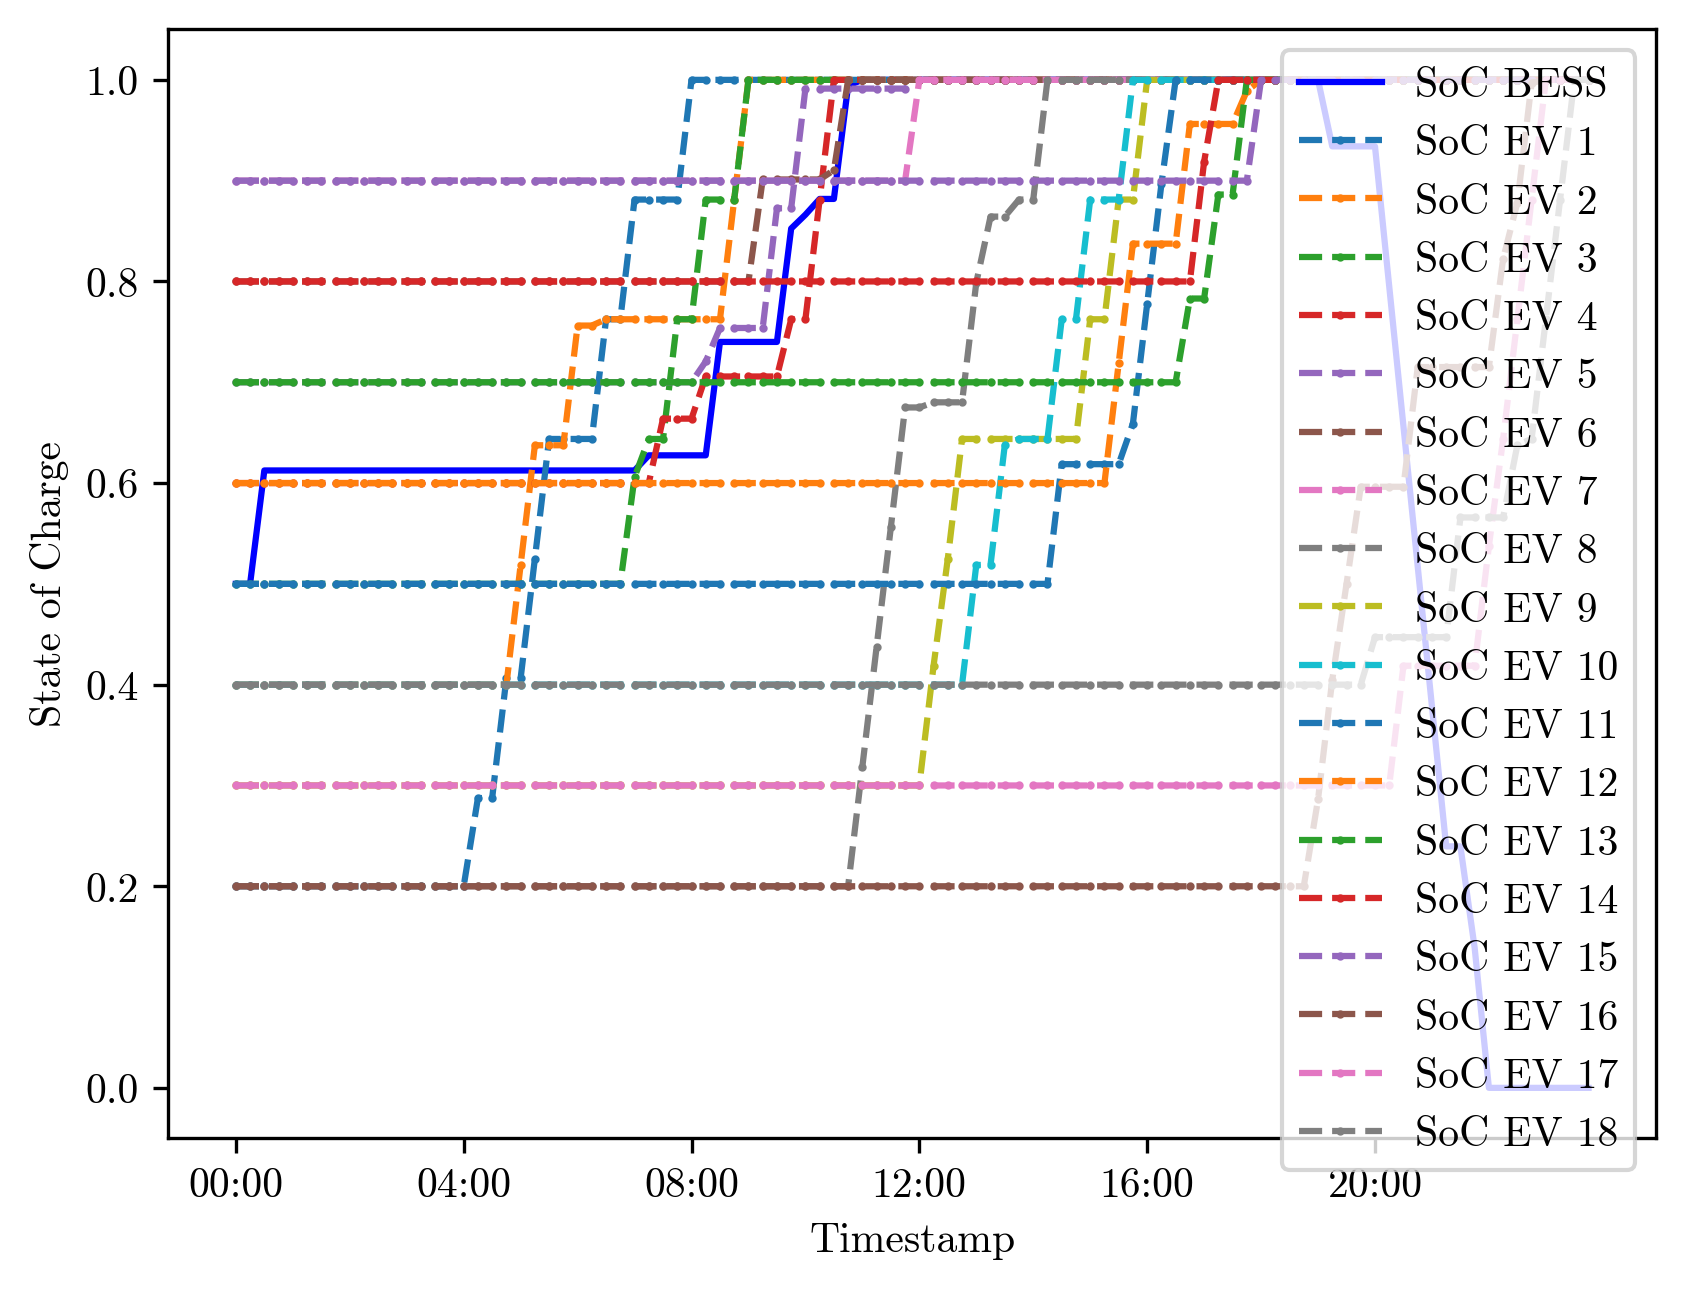 State of Charge
1.0
0.8
0.6
0.4
0.2
0.0
00:00 04:00 08:00 12:00 16:00 20:00
Timestamp
SoC BESS
SoC EV 1
SoC EV 2
SoC EV 3
SoC EV 4
SoC EV 5
SoC EV 6
SoC EV 7
SoC EV 8
SoC EV 9
SoC EV 10
SoC EV 11
SoC EV 12
SoC EV 13
SoC EV 14
SoC EV 15
SoC EV 16
SoC EV 17
SoC EV 18